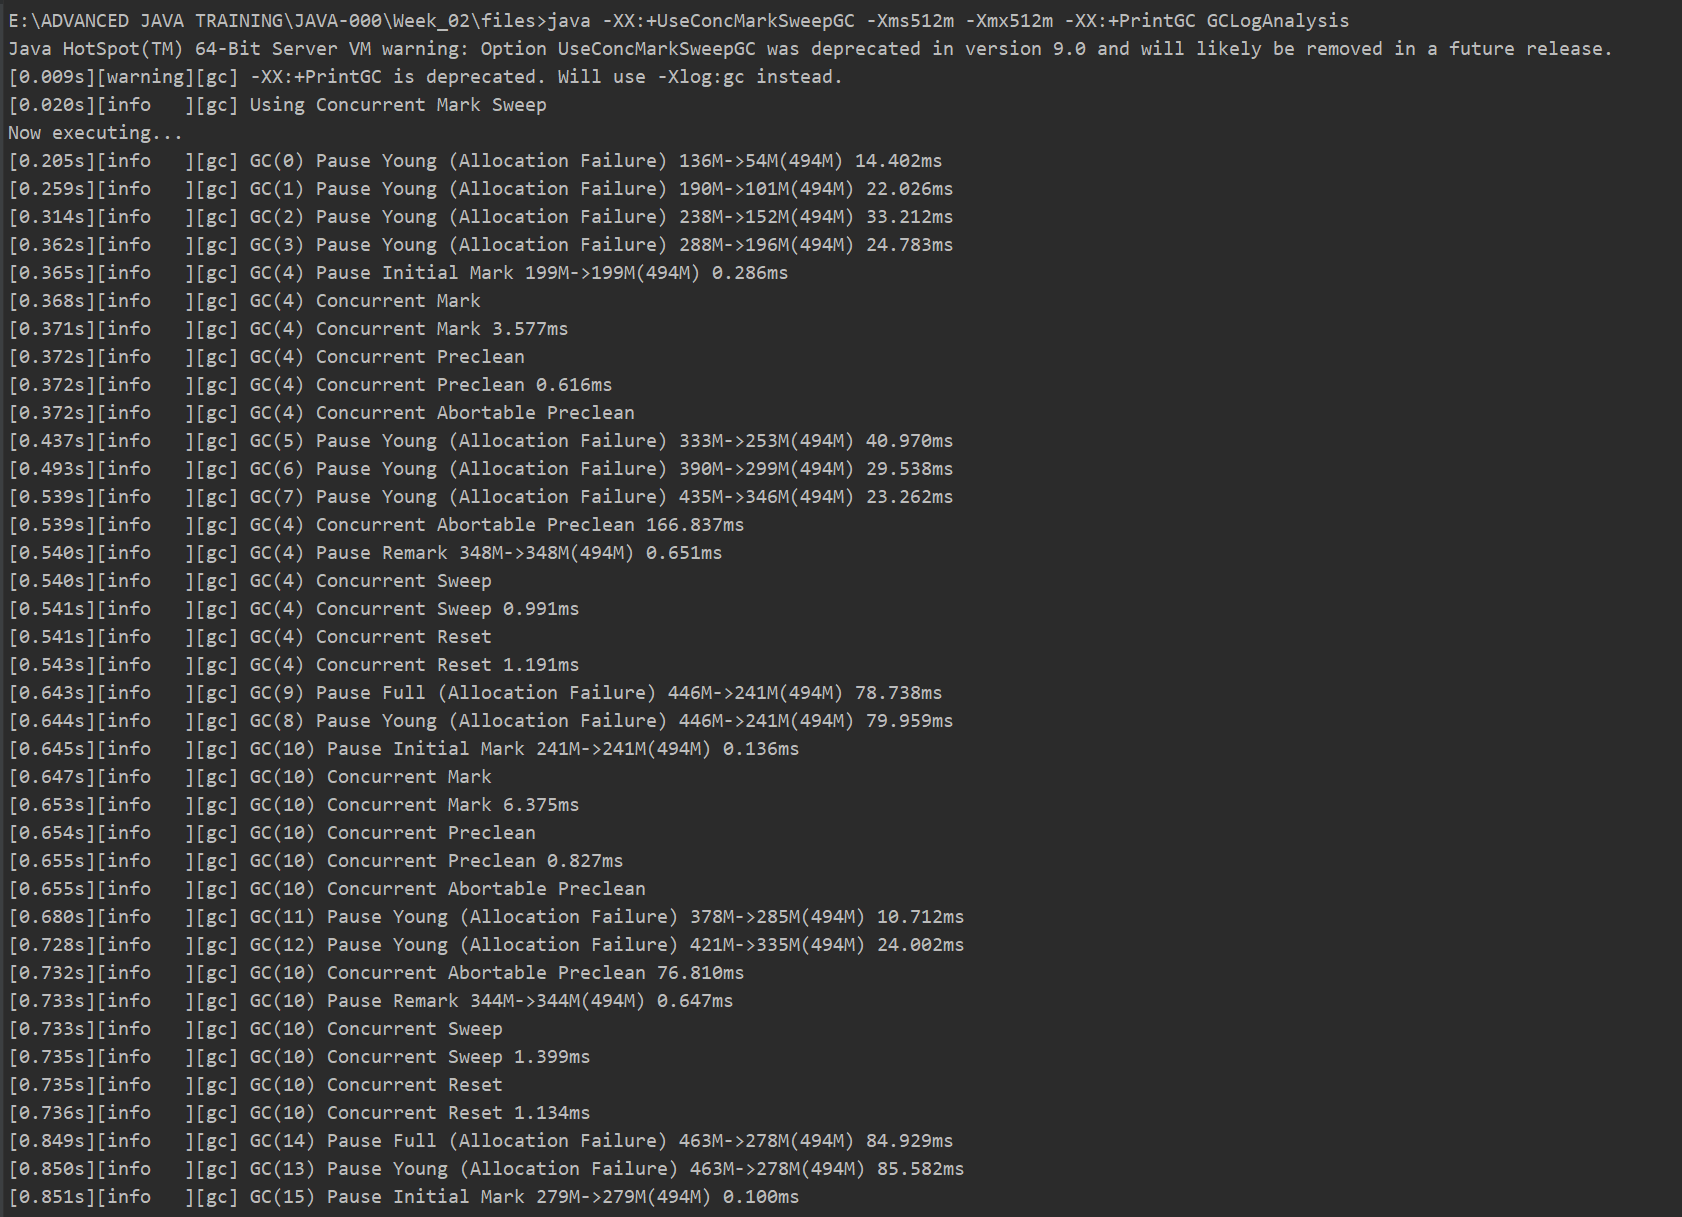 E:\ADVANCED JAVA TRAINING\JAVA-000\Week_02\files>java -XX:+UseConcMarkSweepGC -Xms512m -Xmx512m -XX:+PrintGC GCLogAnalysis
Java HotSpot(TM) 64-Bit Server VM warning: Option UseConcMarkSweepGC was deprecated in version 9.0 and will likely be removed in a future release.
[0.009s][warning][gc] -XX:+PrintGC is deprecated. Will use -Xlog:gc instead.
[0.020s][info   ][gc] Using Concurrent Mark Sweep
Now executing...
[0.205s][info   ][gc] GC(0) Pause Young (Allocation Failure) 136M->54M(494M) 14.402ms
[0.259s][info   ][gc] GC(1) Pause Young (Allocation Failure) 190M->101M(494M) 22.026ms
[0.314s][info   ][gc] GC(2) Pause Young (Allocation Failure) 238M->152M(494M) 33.212ms
[0.362s][info   ][gc] GC(3) Pause Young (Allocation Failure) 288M->196M(494M) 24.783ms
[0.365s][info   ][gc] GC(4) Pause Initial Mark 199M->199M(494M) 0.286ms
[0.368s][info   ][gc] GC(4) Concurrent Mark
[0.371s][info   ][gc] GC(4) Concurrent Mark 3.577ms
[0.372s][info   ][gc] GC(4) Concurrent Preclean
[0.372s][info   ][gc] GC(4) Concurrent Preclean 0.616ms
[0.372s][info   ][gc] GC(4) Concurrent Abortable Preclean
[0.437s][info   ][gc] GC(5) Pause Young (Allocation Failure) 333M->253M(494M) 40.970ms
[0.493s][info   ][gc] GC(6) Pause Young (Allocation Failure) 390M->299M(494M) 29.538ms
[0.539s][info   ][gc] GC(7) Pause Young (Allocation Failure) 435M->346M(494M) 23.262ms
[0.539s][info   ][gc] GC(4) Concurrent Abortable Preclean 166.837ms
[0.540s][info   ][gc] GC(4) Pause Remark 348M->348M(494M) 0.651ms
[0.540s][info   ][gc] GC(4) Concurrent Sweep
[0.541s][info   ][gc] GC(4) Concurrent Sweep 0.991ms
[0.541s][info   ][gc] GC(4) Concurrent Reset
[0.543s][info   ][gc] GC(4) Concurrent Reset 1.191ms
[0.643s][info   ][gc] GC(9) Pause Full (Allocation Failure) 446M->241M(494M) 78.738ms
[0.644s][info   ][gc] GC(8) Pause Young (Allocation Failure) 446M->241M(494M) 79.959ms
[0.645s][info   ][gc] GC(10) Pause Initial Mark 241M->241M(494M) 0.136ms
[0.647s][info   ][gc] GC(10) Concurrent Mark
[0.653s][info   ][gc] GC(10) Concurrent Mark 6.375ms
[0.654s][info   ][gc] GC(10) Concurrent Preclean
[0.655s][info   ][gc] GC(10) Concurrent Preclean 0.827ms
[0.655s][info   ][gc] GC(10) Concurrent Abortable Preclean
[0.680s][info   ][gc] GC(11) Pause Young (Allocation Failure) 378M->285M(494M) 10.712ms
[0.728s][info   ][gc] GC(12) Pause Young (Allocation Failure) 421M->335M(494M) 24.002ms
[0.732s][info   ][gc] GC(10) Concurrent Abortable Preclean 76.810ms
[0.733s][info   ][gc] GC(10) Pause Remark 344M->344M(494M) 0.647ms
[0.733s][info   ][gc] GC(10) Concurrent Sweep
[0.735s][info   ][gc] GC(10) Concurrent Sweep 1.399ms
[0.735s][info   ][gc] GC(10) Concurrent Reset
[0.736s][info   ][gc] GC(10) Concurrent Reset 1.134ms
[0.849s][info   ][gc] GC(14) Pause Full (Allocation Failure) 463M->278M(494M) 84.929ms
[0.850s][info   ][gc] GC(13) Pause Young (Allocation Failure) 463M->278M(494M) 85.582ms
[0.851s][info   ][gc] GC(15) Pause Initial Mark 279M->279M(494M) 0.100ms